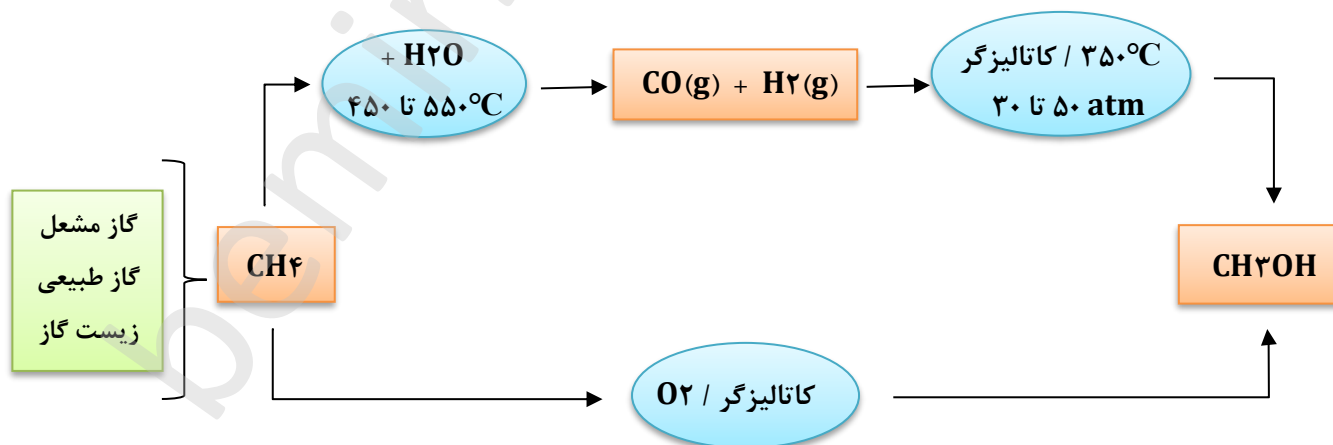 + H۲O
۴۵۰ تا ۵۵۰°C
CO(g) + H۲(g)
کاتالیزگر / ۳۵۰°C
۳۰ تا ۵۰ atm
گاز مشعل
گاز طبیعی
زیست گاز
CH۴
CH۳OH
O۲ / کاتالیزگر
pemin